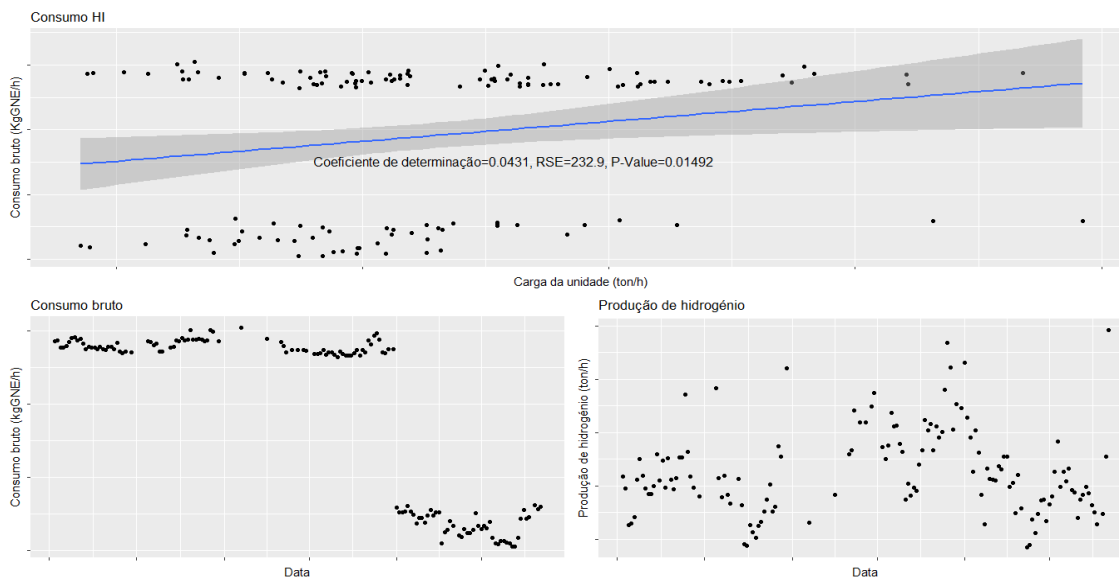 Consumo HI
Consumo bruto (KgGNE/h)
Coeficiente de determinação=0.0431, RSE=232.9, P-Value=0.01492
Carga da unidade (ton/h)
Consumo bruto
Consumo bruto (kgGNE/h)
Data
Produção de hidrogénio
Produção de hidrogénio (ton/h)
Data